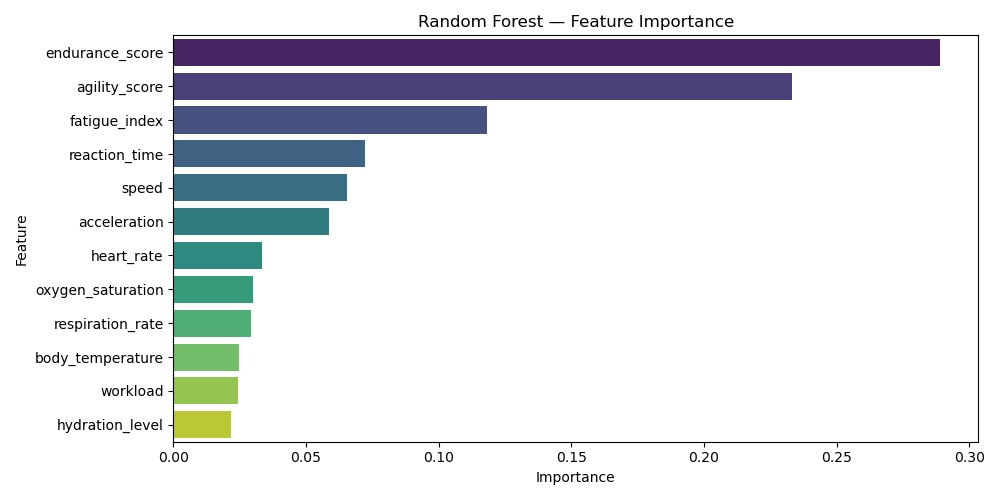 Random Forest — Feature Importance
Feature
endurance_score
agility_score
fatigue_index
reaction_time
speed
acceleration
heart_rate
oxygen_saturation
respiration_rate
body_temperature
workload
hydration_level
0.00 0.05 0.10 0.15 0.20 0.25 0.30
Importance